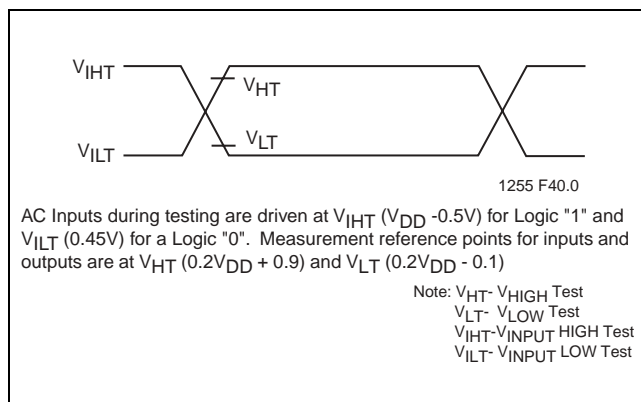 VIHT
VHT
VLT
VILT
1255 F40.0
AC Inputs during testing are driven at VIHT (VDD -0.5V) for Logic "1" and
VILT (0.45V) for a Logic "0". Measurement reference points for inputs and
outputs are at VHT (0.2VDD + 0.9) and VLT (0.2VDD - 0.1)
Note: VHT- VHIGH Test
VLT- VLOW Test
VIHT-VINPUT HIGH Test
VILT- VINPUT LOW Test